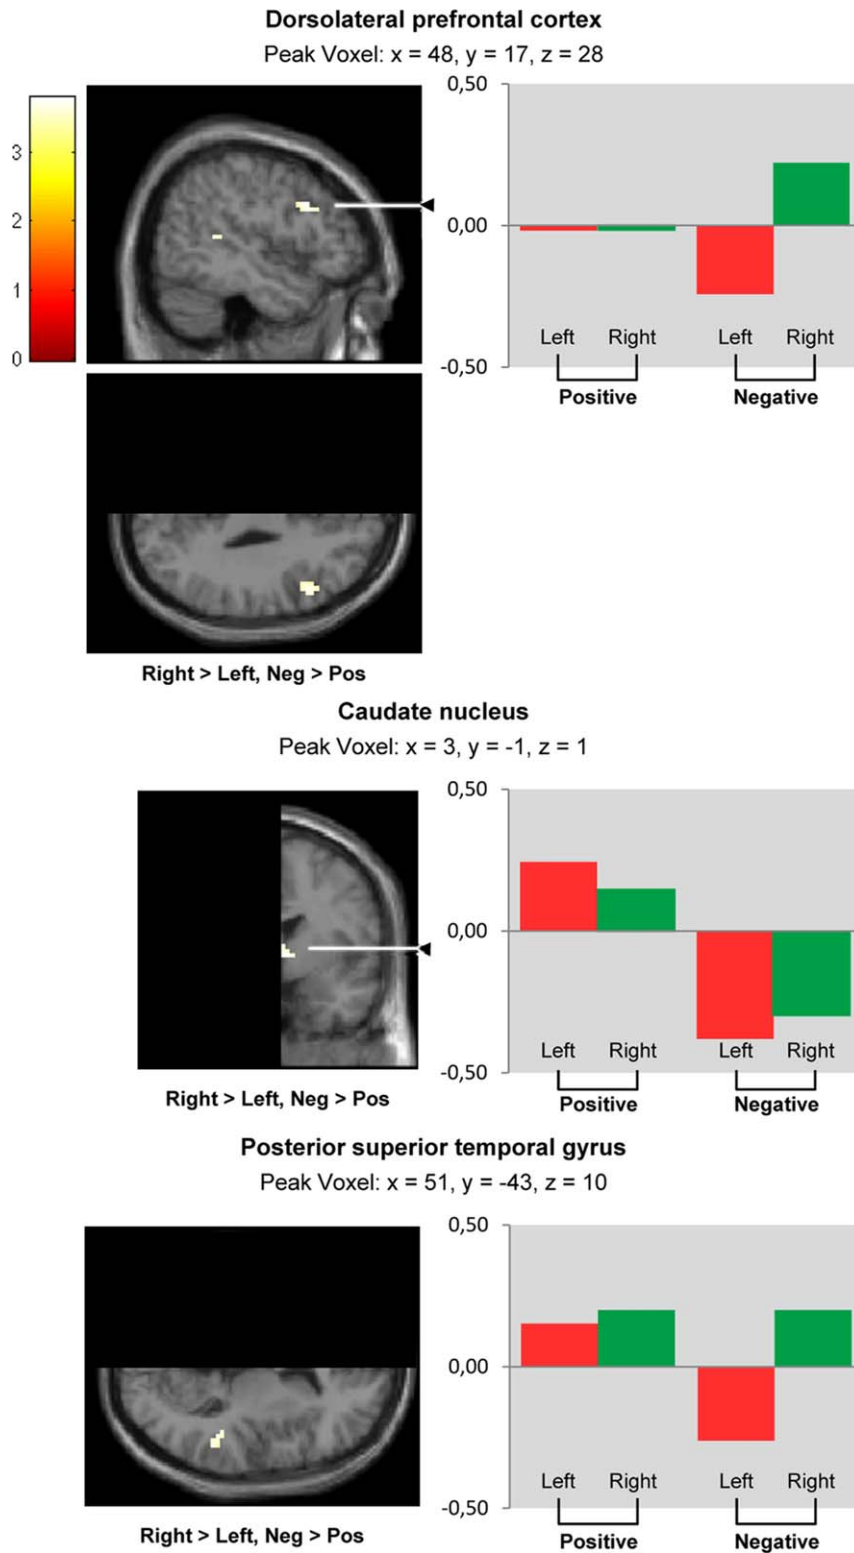 Dorsolateral prefrontal cortex
Peak Voxel: x = 48, y = 17, z = 28
3
2
1
0
0,50
0,00
-0,50
Left Right Left Right
Positive Negative
Right > Left, Neg > Pos
Caudate nucleus
Peak Voxel: x = 3, y = -1, z = 1
0,50
0,00
-0,50
Left Right Left Right
Positive Negative
Right > Left, Neg > Pos
Posterior superior temporal gyrus
Peak Voxel: x = 51, y = -43, z = 10
0,50
0,00
-0,50
Left Right Left Right
Positive Negative
Right > Left, Neg > Pos